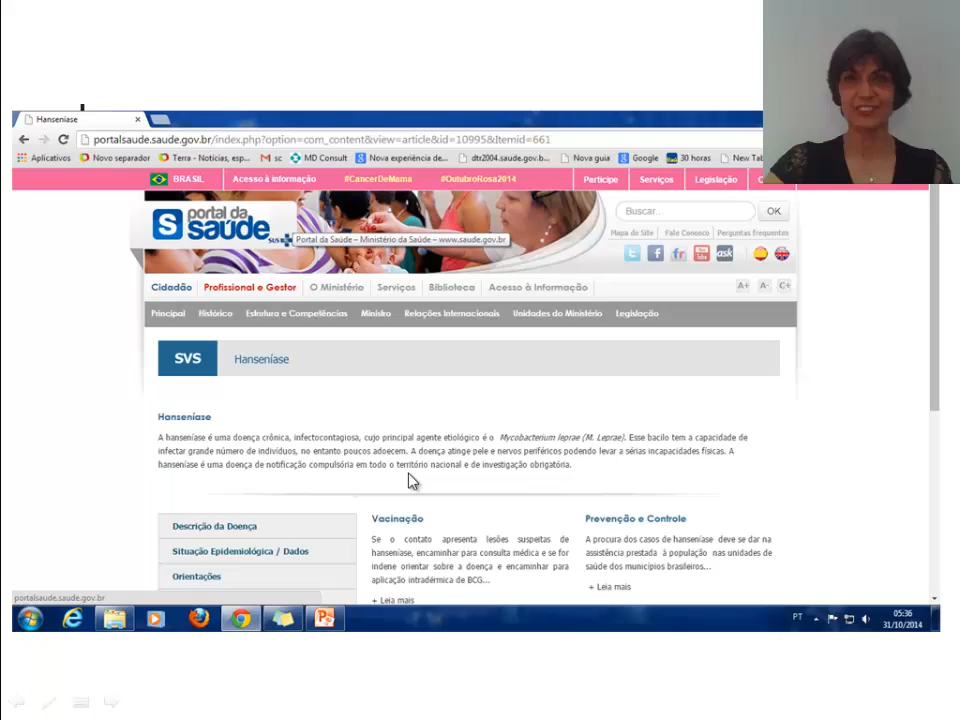 Hanseníase
portalsaude.saude.gov.br/index.php?option=com_content&view=article&id=10995&Itemid=661
Aplicativos Novo separador Terra - Notícias, esp... sc MD Consult Nova experiência de... dtr2004.saude.gov.b... Nova guia Google 30 horas New Tab
BRASIL Acesso à informação #CancerDeMama #OutubroRosa2014 Participe Serviços Legislação
S portal da saúde SUS
Buscar... OK
Portal da Saúde – Ministério da Saúde – www.saude.gov.br
Mapa do Site Fale Conosco Perguntas Frequentes
You Tube ask
Cidadão Profissional e Gestor O Ministério Serviços Biblioteca Acesso à Informação A+ A- C+
Principal Histórico Estrutura e Competências Ministro Relações Internacionais Unidades do Ministério Legislação
SVS Hanseníase
Hanseníase
A hanseníase é uma doença crônica, infectocontagiosa, cujo principal agente etiológico é o Mycobacterium leprae (M. Leprae). Esse bacilo tem a capacidade de
infectar grande número de indivíduos, no entanto poucos adoecem. A doença atinge pele e nervos periféricos podendo levar a sérias incapacidades físicas. A
hanseníase é uma doença de notificação compulsória em todo o território nacional e de investigação obrigatória.
Descrição da Doença
Situação Epidemiológica / Dados
Orientações
Vacinação
Se o contato apresenta lesões suspeitas de
hanseníase, encaminhar para consulta médica e se for
indene orientar sobre a doença e encaminhar para
aplicação intradérmica de BCG...
+ Leia mais
Prevenção e Controle
A procura dos casos de hanseníase deve se dar na
assistência prestada à população nas unidades de
saúde dos municípios brasileiros...
+ Leia mais
portalsaude.saude.gov.br
PT 05:36
31/10/2014